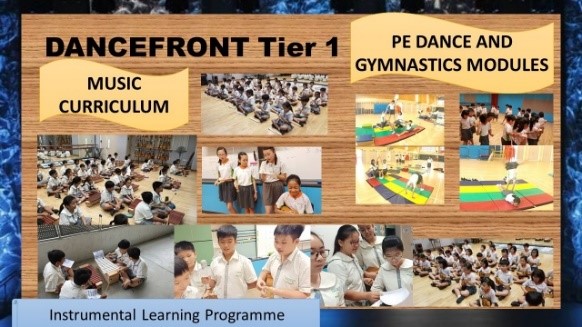 DANCEFRONT Tier 1
MUSIC
CURRICULUM
PE DANCE AND
GYMNASTICS MODULES
Instrumental Learning Programme